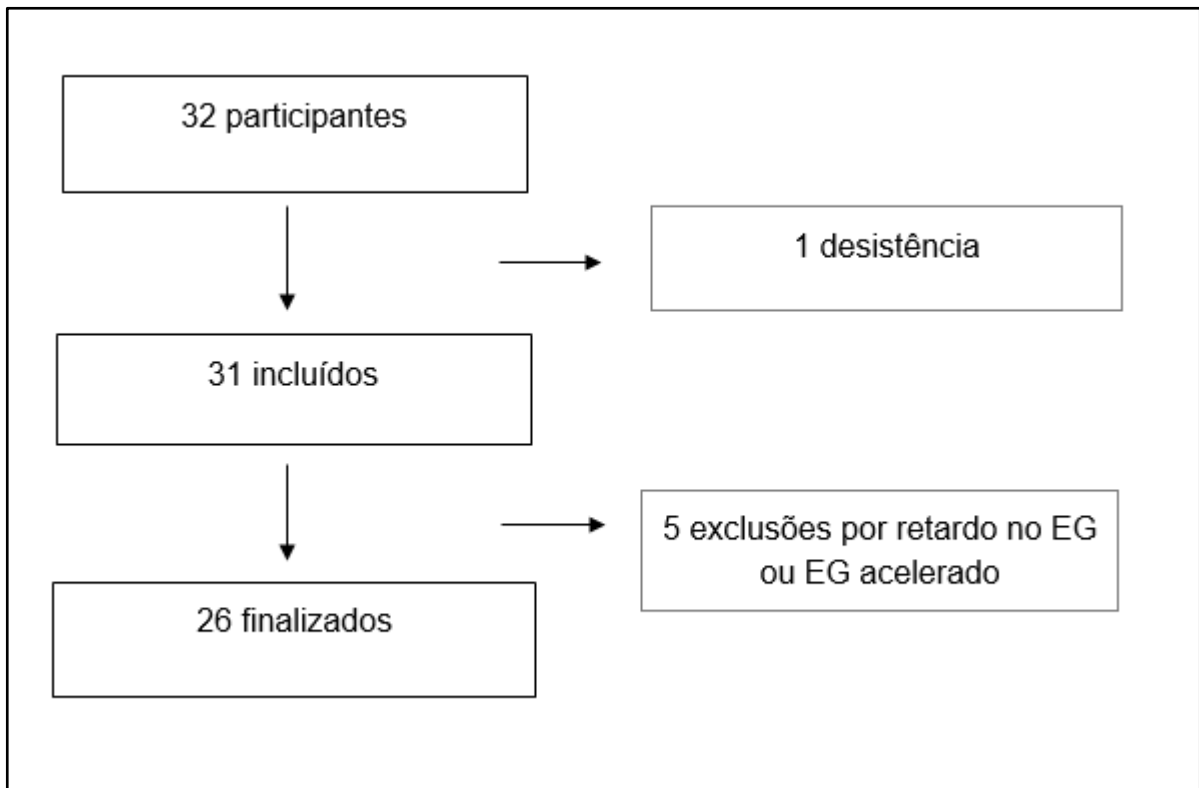 32 participantes
1 desistência
31 incluídos
5 exclusões por retardo no EG
ou EG acelerado
26 finalizados